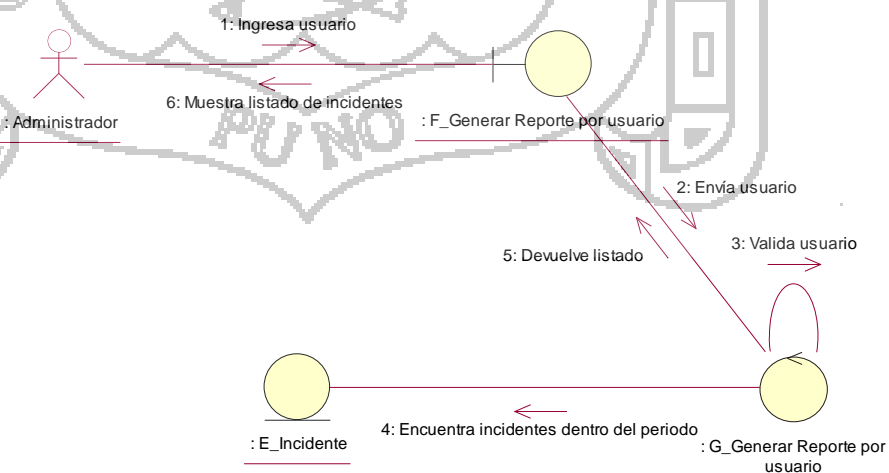 1: Ingresa usuario
6: Muestra listado de incidentes
: Administrador
: F_Generar Reporte por usuario
PUNO
2: Envía usuario
3: Valida usuario
5: Devuelve listado
4: Encuentra incidentes dentro del periodo
: E_Incidente
: G_Generar Reporte por
usuario